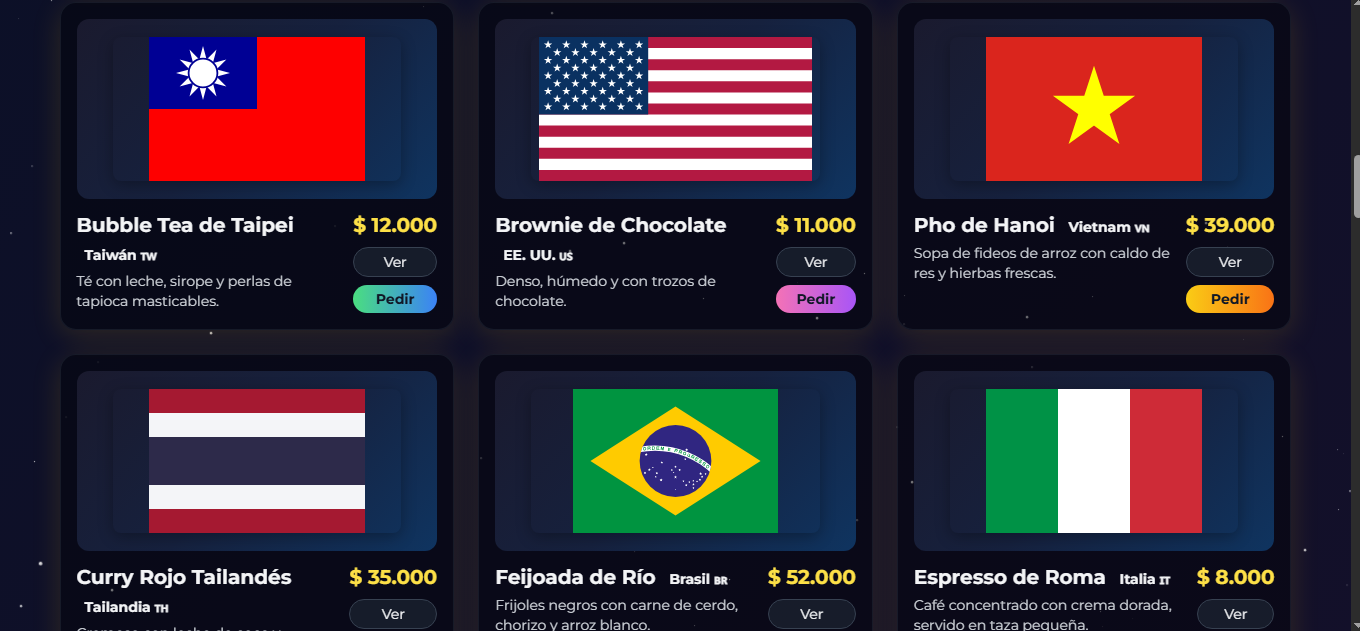 Bubble Tea de Taipei
$ 12.000
Taiwán TW
Té con leche, sirope y perlas de
tapioca masticables.
Ver
Pedir
Brownie de Chocolate
$ 11.000
EE. UU. US
Denso, húmedo y con trozos de
chocolate.
Ver
Pedir
Pho de Hanoi Vietnam VN
$ 39.000
Sopa de fideos de arroz con caldo de
res y hierbas frescas.
Ver
Pedir
Curry Rojo Tailandés
$ 35.000
Tailandia TH
Ver
ORDEM E PROGRESSO
Feijoada de Río Brasil BR
$ 52.000
Frijoles negros con carne de cerdo,
chorizo y arroz blanco.
Ver
Espresso de Roma Italia IT
$ 8.000
Café concentrado con crema dorada,
servido en taza pequeña.
Ver